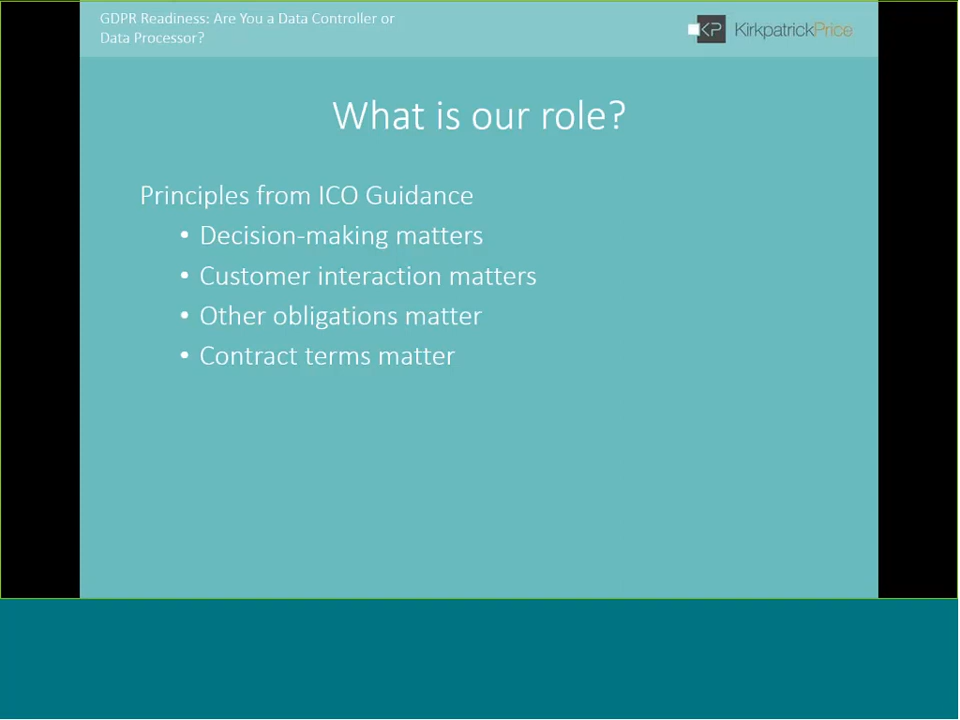 GDPR Readiness: Are You a Data Controller or
Data Processor?
KP KirkpatrickPrice
What is our role?
Principles from ICO Guidance
• Decision-making matters
• Customer interaction matters
• Other obligations matter
• Contract terms matter